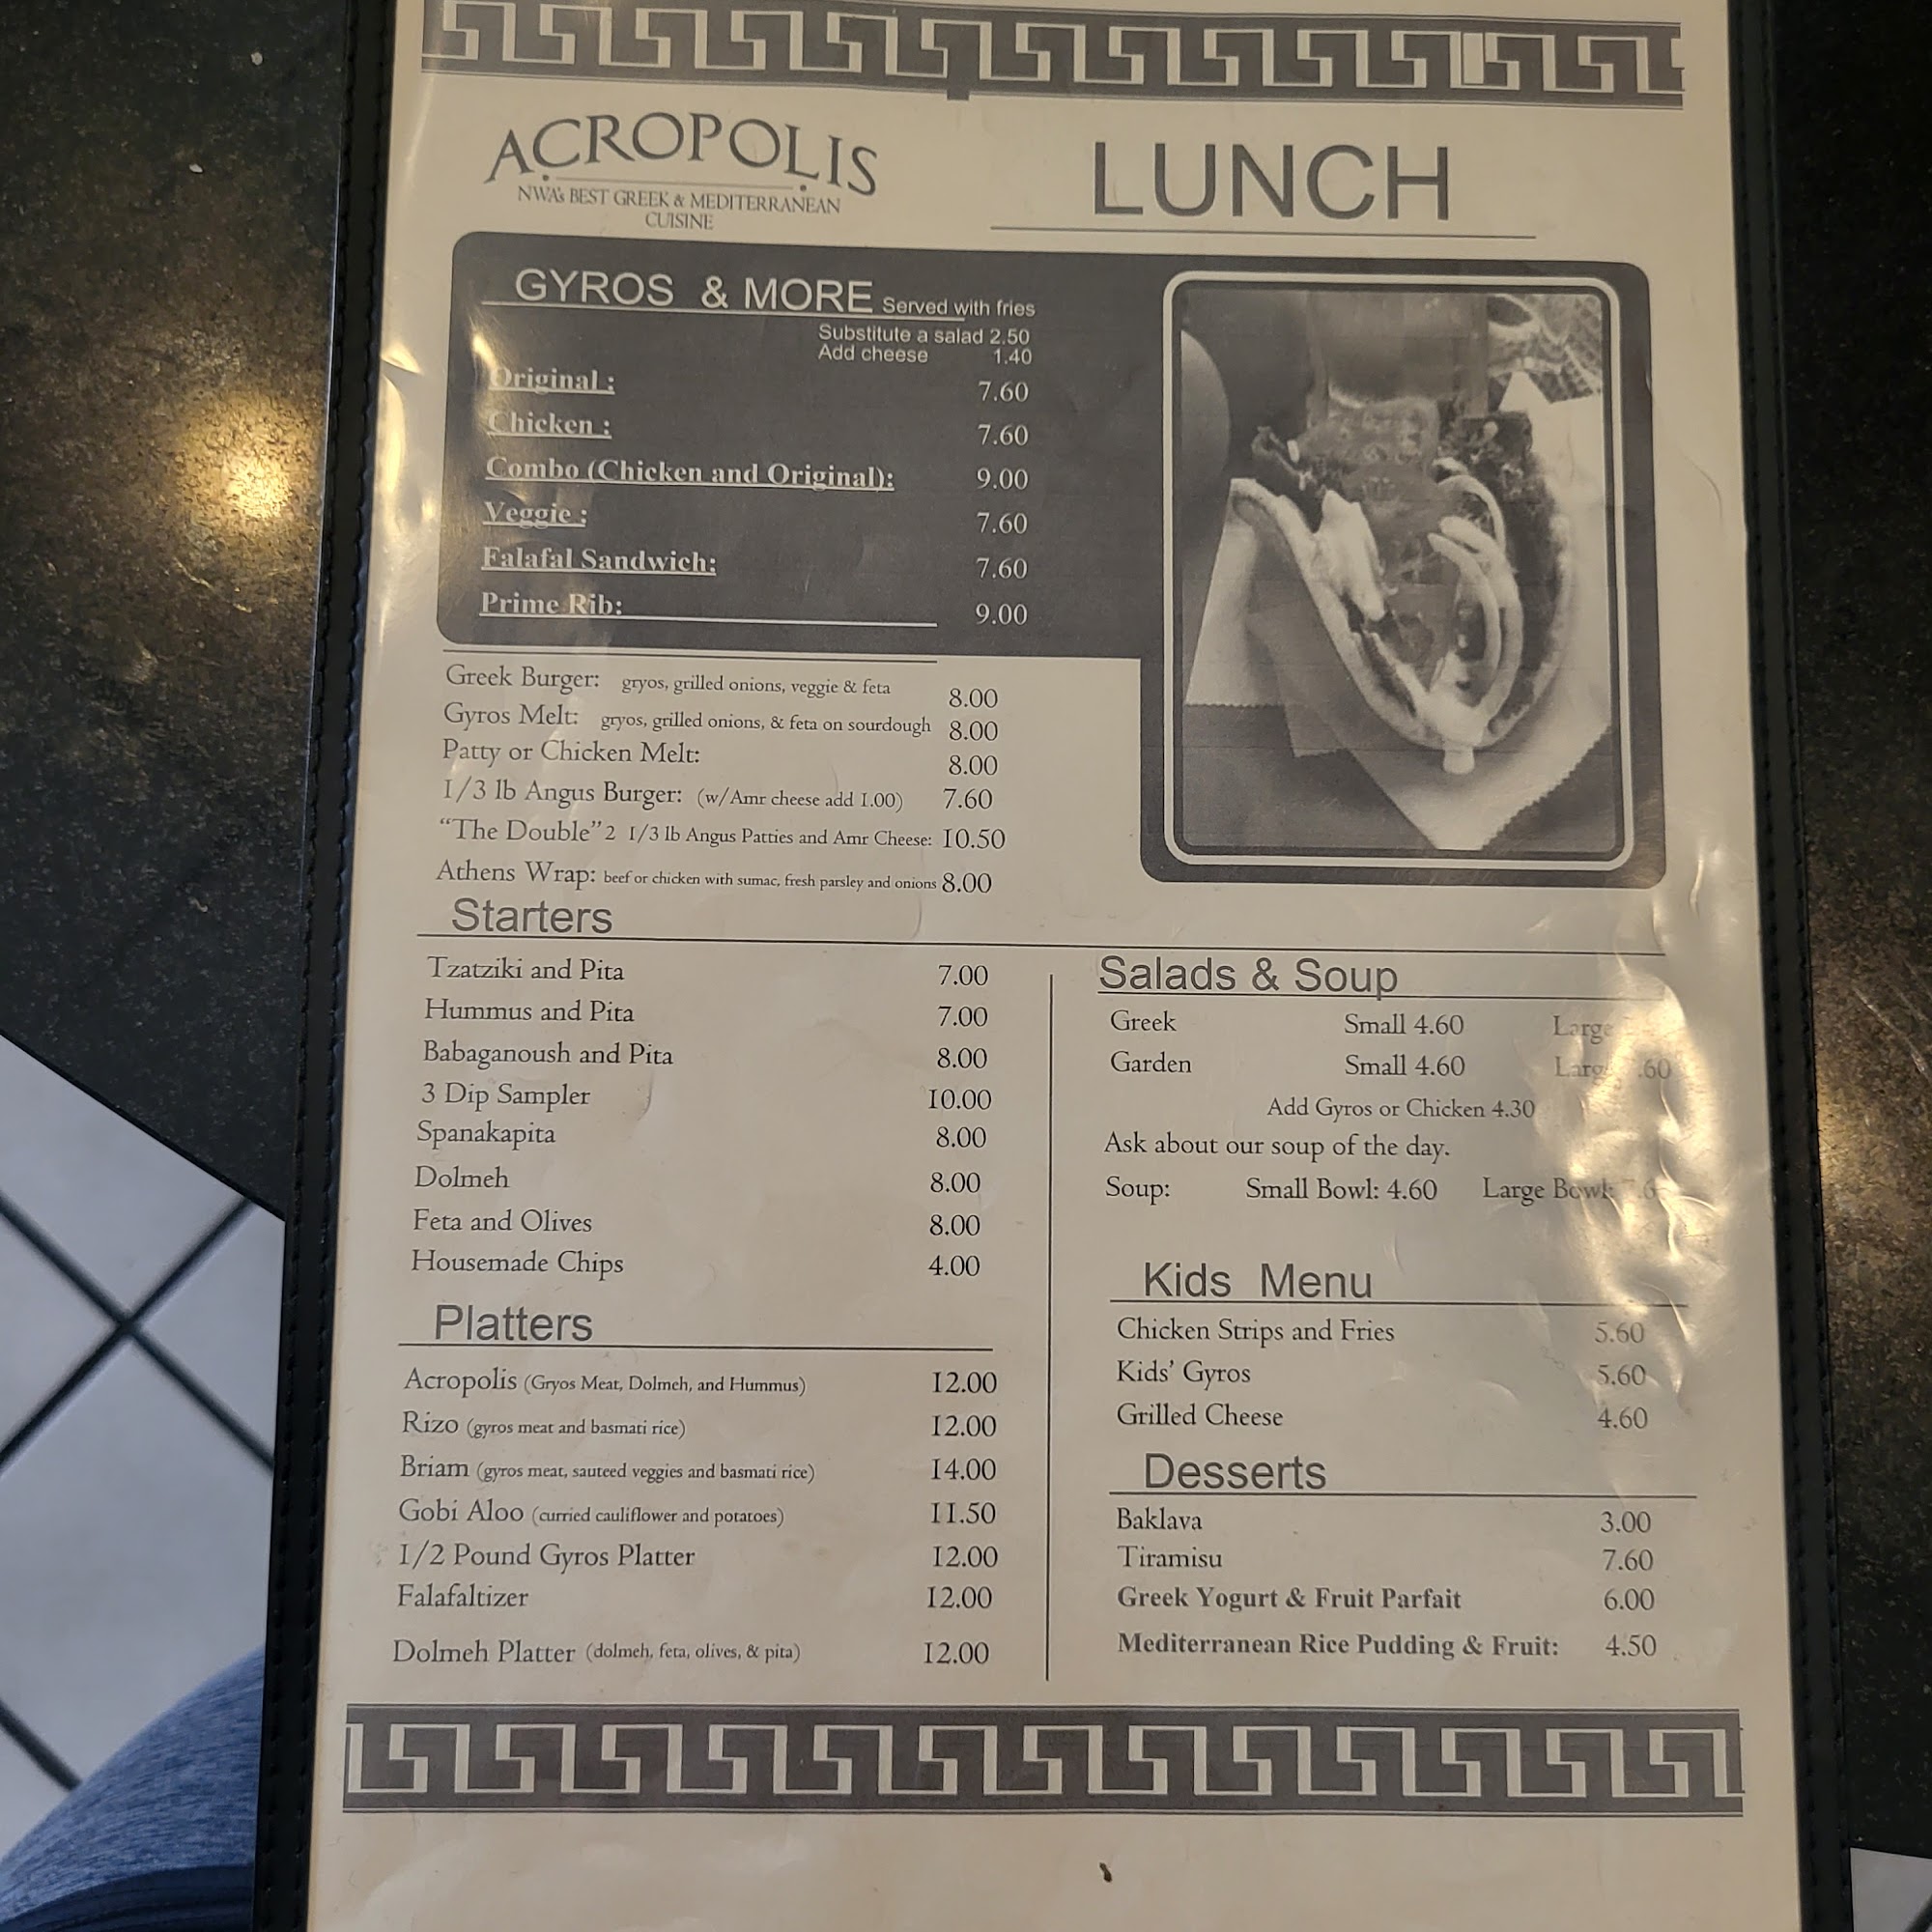 ACROPOLIS
NWA's BEST GREEK & MEDITERRANEAN
CUISINE
LUNCH
GYROS & MORE Served with fries
Substitute a salad 2.50
Add cheese 1.40
Original : 7.60
Chicken : 7.60
Combo (Chicken and Original): 9.00
Veggie : 7.60
Falafal Sandwich: 7.60
Prime Rib: 9.00
Greek Burger: gryos, grilled onions, veggie & feta 8.00
Gyros Melt: gryos, grilled onions, & feta on sourdough 8.00
Patty or Chicken Melt: 8.00
1/3 lb Angus Burger: (w/Amr cheese add 1.00) 7.60
“The Double” 2 1/3 lb Angus Patties and Amr Cheese: 10.50
Athens Wrap: beef or chicken with sumac, fresh parsley and onions 8.00
Starters
Tzatziki and Pita 7.00
Hummus and Pita 7.00
Babaganoush and Pita 8.00
3 Dip Sampler 10.00
Spanakapita 8.00
Dolmeh 8.00
Feta and Olives 8.00
Housemade Chips 4.00
Platters
Acropolis (Gryos Meat, Dolmeh, and Hummus) 12.00
Rizo (gyros meat and basmati rice) 12.00
Briam (gyros meat, sauteed veggies and basmati rice) 14.00
Gobi Aloo (curried cauliflower and potatoes) 11.50
1/2 Pound Gyros Platter 12.00
Falafaltizer 12.00
Dolmeh Platter (dolmeh, feta, olives, & pita) 12.00
Salads & Soup
Greek Small 4.60 Large
Garden Small 4.60 Large
Add Gyros or Chicken 4.30
Ask about our soup of the day.
Soup: Small Bowl: 4.60 Large Bowl:
Kids Menu
Chicken Strips and Fries 5.60
Kids' Gyros 5.60
Grilled Cheese 4.60
Desserts
Baklava 3.00
Tiramisu 7.60
Greek Yogurt & Fruit Parfait 6.00
Mediterranean Rice Pudding & Fruit: 4.50